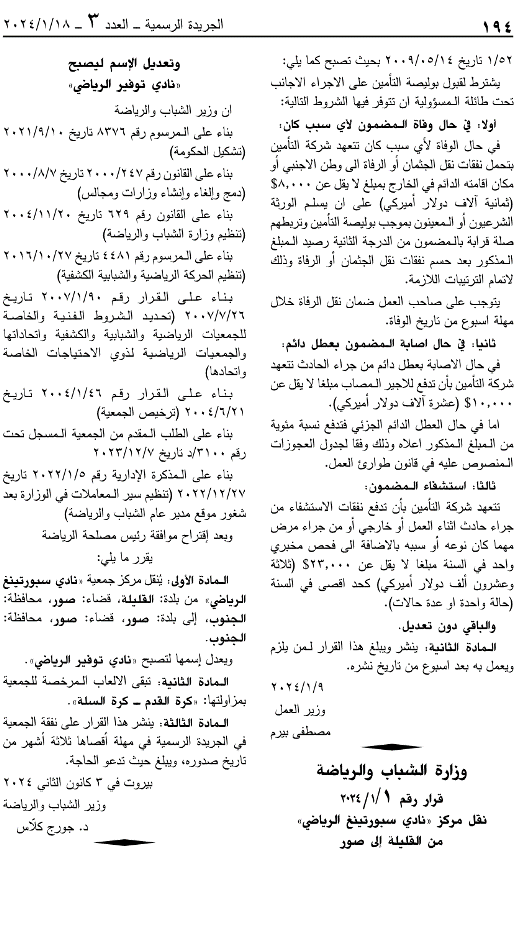 ١٩٤
الجريدة الرسمية ــ العدد ٣ ــ ٢٠٢٤/١/١٨
١/٥٢ تاريخ ٢٠٠٩/٠٥/١٤ بحيث تصبح كما يلي:
يشترط لقبول بوليصة التأمين على الاجراء الاجانب
تحت طائلة المسؤولية ان تتوفر فيها الشروط التالية:
أولا: في حال وفاة المضمون لأي سبب كان:
في حال الوفاة لأي سبب كان تتعهد شركة التأمين
بتحمل نفقات نقل الجثمان أو الرفاة الى وطن الاجنبي أو
مكان اقامته الدائم في الخارج بمبلغ لا يقل عن ٨,٠٠٠$
(ثمانية آلاف دولار أميركي) على ان يسلم الورثة
الشرعيون أو المعينون بموجب بوليصة التأمين وتربطهم
صلة قرابة بالمضمون من الدرجة الثانية رصيد المبلغ
المذكور بعد حسم نفقات نقل الجثمان أو الرفاة وذلك
لاتمام الترتيبات اللازمة.
يتوجب على صاحب العمل ضمان نقل الرفاة خلال
مهلة اسبوع من تاريخ الوفاة.
ثانيا: في حال اصابة المضمون بعطل دائم:
في حال الاصابة بعطل دائم من جراء الحادث تتعهد
شركة التأمين بأن تدفع للاجير المصاب مبلغا لا يقل عن
١٠,٠٠٠$ (عشرة آلاف دولار أميركي).
اما في حال العطل الدائم الجزئي فتدفع نسبة مئوية
من المبلغ المذكور اعلاه وذلك وفقا لجدول العجوزات
المنصوص عليه في قانون طوارئ العمل.
ثالثا: استشفاء المضمون:
تتعهد شركة التأمين بأن تدفع نفقات الاستشفاء من
جراء حادث اثناء العمل أو خارجي أو من جراء مرض
مهما كان نوعه أو سببه بالاضافة الى فحص مخبري
واحد في السنة مبلغا لا يقل عن ٢٣,٠٠٠$ (ثلاثة
وعشرون ألف دولار أميركي) كحد اقصى في السنة
(حالة واحدة او عدة حالات).
والباقي دون تعديل.
المادة الثانية: ينشر ويبلغ هذا القرار لمن يلزم
ويعمل به بعد اسبوع من تاريخ نشره.
٢٠٢٤/١/٩
وزير العمل
مصطفى بيرم
وزارة الشباب والرياضة
قرار رقم ٢٠٢٤/١/١
نقل مركز «نادي سبورتينغ الرياضي»
من القليلة إلى صور
وتعديل الإسم ليصبح
«نادي توفير الرياضي»
ان وزير الشباب والرياضة
بناء على المرسوم رقم ٨٣٧٦ تاريخ ٢٠٢١/٩/١٠
(تشكيل الحكومة)
بناء على القانون رقم ٢٠٠٠/٢٤٧ تاريخ ٢٠٠٠/٨/٧
(دمج وإلغاء وإنشاء وزارات ومجالس)
بناء على القانون رقم ٦٢٩ تاريخ ٢٠٠٤/١١/٢٠
(تنظيم وزارة الشباب والرياضة)
بناء على المرسوم رقم ٤٤٨١ تاريخ ٢٠١٦/١٠/٢٧
(تنظيم الحركة الرياضية والشبابية الكشفية)
بناء على القرار رقم ٢٠٠٧/١/٩٠ تاريخ
٢٠٠٧/٧/٢٦ (تحديد الشروط الفنية والخاصة
للجمعيات الرياضية والشبابية والكشفية واتحاداتها
والجمعيات الرياضية لذوي الاحتياجات الخاصة
واتحادها)
بناء على القرار رقم ٢٠٠٤/١/٤٦ تاريخ
٢٠٠٤/٦/٢١ (ترخيص الجمعية)
بناء على الطلب المقدم من الجمعية المسجل تحت
رقم ٣١٠٠/د تاريخ ٢٠٢٣/١٢/٧
بناء على المذكرة الإدارية رقم ٢٠٢٢/١/٥ تاريخ
٢٠٢٢/١٢/٢٧ (تنظيم سير المعاملات في الوزارة بعد
شغور موقع مدير عام الشباب والرياضة)
وبعد إقتراح موافقة رئيس مصلحة الرياضة
يقرر ما يلي:
المادة الأولى: يُنقل مركز جمعية «نادي سبورتينغ
الرياضي» من بلدة: القليلة، قضاء: صور، محافظة:
الجنوب، إلى بلدة: صور، قضاء: صور، محافظة:
الجنوب.
ويعدل إسمها لتصبح «نادي توفير الرياضي».
المادة الثانية: تبقى الالعاب المرخصة للجمعية
بمزاولتها: «كرة القدم ــ كرة السلة».
المادة الثالثة: ينشر هذا القرار على نفقة الجمعية
في الجريدة الرسمية في مهلة أقصاها ثلاثة أشهر من
تاريخ صدوره، ويبلغ حيث تدعو الحاجة.
بيروت في ٣ كانون الثاني ٢٠٢٤
وزير الشباب والرياضة
د. جورج كلّاس